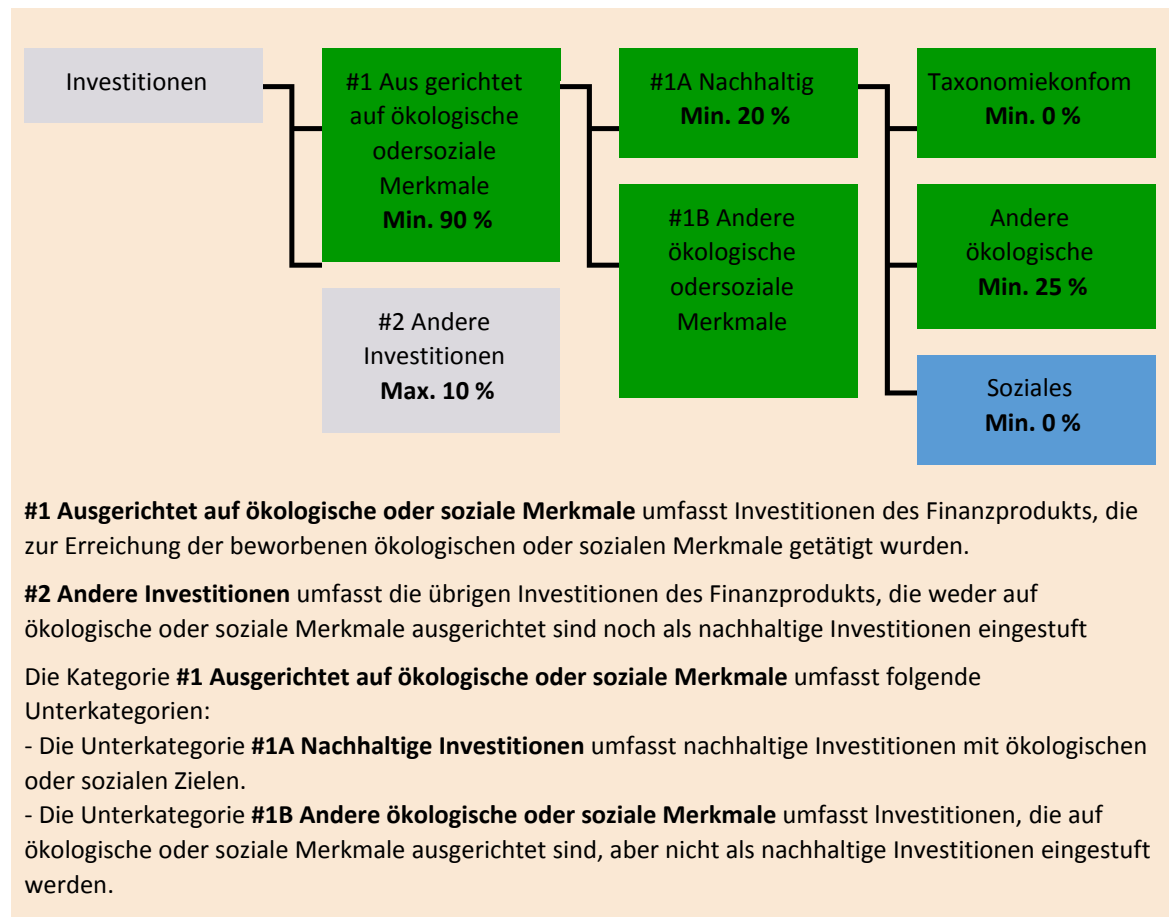 Investitionen
#1 Aus gerichtet
auf ökologische
odersoziale
Merkmale
Min. 90 %
#2 Andere
Investitionen
Max. 10 %
#1A Nachhaltig
Min. 20 %
#1B Andere
ökologische
odersoziale
Merkmale
Taxonomiekonfom
Min. 0 %
Andere
ökologische
Min. 25 %
Soziales
Min. 0 %
#1 Ausgerichtet auf ökologische oder soziale Merkmale umfasst Investitionen des Finanzprodukts, die
zur Erreichung der beworbenen ökologischen oder sozialen Merkmale getätigt wurden.
#2 Andere Investitionen umfasst die übrigen Investitionen des Finanzprodukts, die weder auf
ökologische oder soziale Merkmale ausgerichtet sind noch als nachhaltige Investitionen eingestuft
Die Kategorie #1 Ausgerichtet auf ökologische oder soziale Merkmale umfasst folgende
Unterkategorien:
- Die Unterkategorie #1A Nachhaltige Investitionen umfasst nachhaltige Investitionen mit ökologischen
oder sozialen Zielen.
- Die Unterkategorie #1B Andere ökologische oder soziale Merkmale umfasst lnvestitionen, die auf
ökologische oder soziale Merkmale ausgerichtet sind, aber nicht als nachhaltige Investitionen eingestuft
werden.